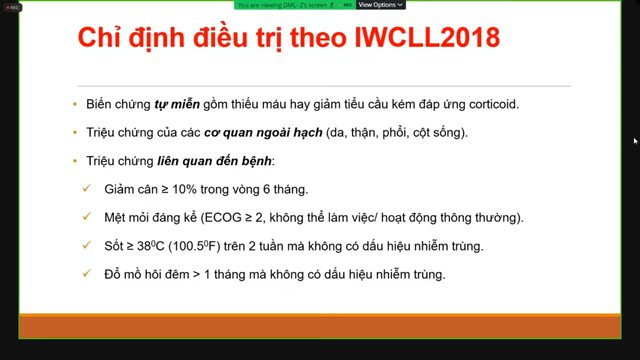 REC
You are viewing DML- 2's screen
REC
View Options
Chỉ định điều trị theo IWCLL2018
• Biến chứng tự miễn gồm thiếu máu hay giảm tiểu cầu kém đáp ứng corticoid.
• Triệu chứng của các cơ quan ngoài hạch (da, thận, phổi, cột sống).
• Triệu chứng liên quan đến bệnh:
✓ Giảm cân ≥ 10% trong vòng 6 tháng.
✓ Mệt mỏi đáng kể (ECOG ≥ 2, không thể làm việc/ hoạt động thông thường).
✓ Sốt ≥ 38⁰C (100.5⁰F) trên 2 tuần mà không có dấu hiệu nhiễm trùng.
✓ Đổ mồ hôi đêm > 1 tháng mà không có dấu hiệu nhiễm trùng.